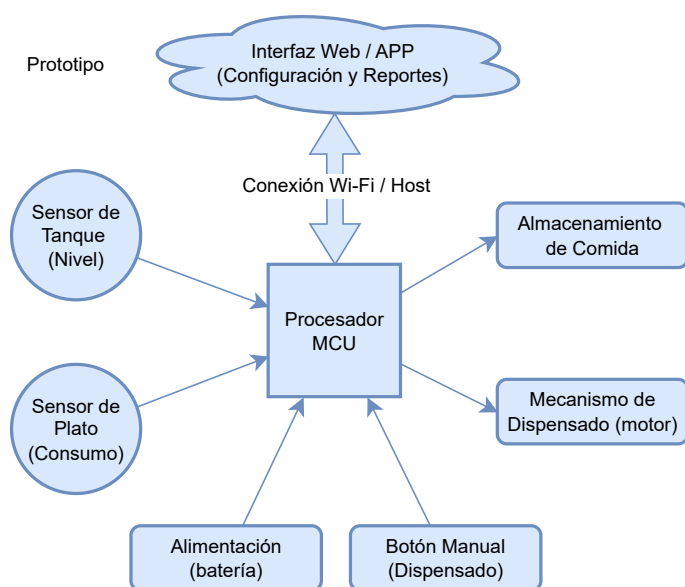 Prototipo
Interfaz Web / APP
(Configuración y Reportes)
Conexión Wi-Fi / Host
Sensor de
Tanque
(Nivel)
Almacenamiento
de Comida
Procesador
MCU
Sensor de
Plato
(Consumo)
Mecanismo de
Dispensado (motor)
Alimentación
(batería)
Botón Manual
(Dispensado)